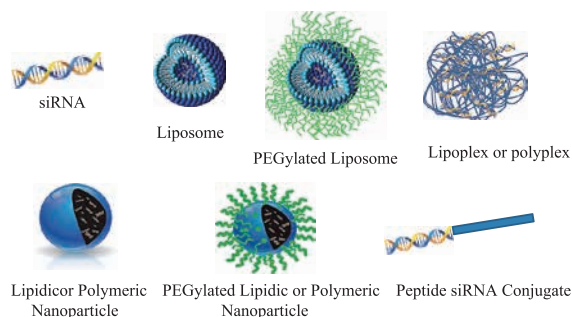 siRNA
Liposome
PEGylated Liposome
Lipoplex or polyplex
Lipidicor Polymeric
Nanoparticle
PEGylated Lipidic or Polymeric
Nanoparticle
Peptide siRNA Conjugate